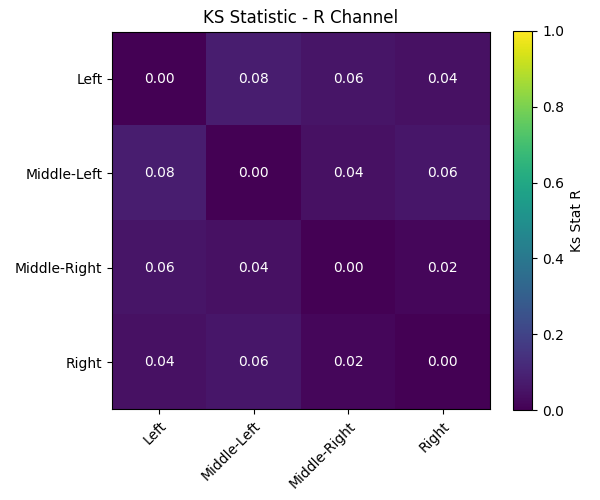 KS Statistic - R Channel
Left 0.00 0.08 0.06 0.04
Middle-Left 0.08 0.00 0.04 0.06
Middle-Right 0.06 0.04 0.00 0.02
Right 0.04 0.06 0.02 0.00
Left Middle-Left Middle-Right Right
1.0
0.8
0.6
0.4
0.2
0.0
Ks Stat R